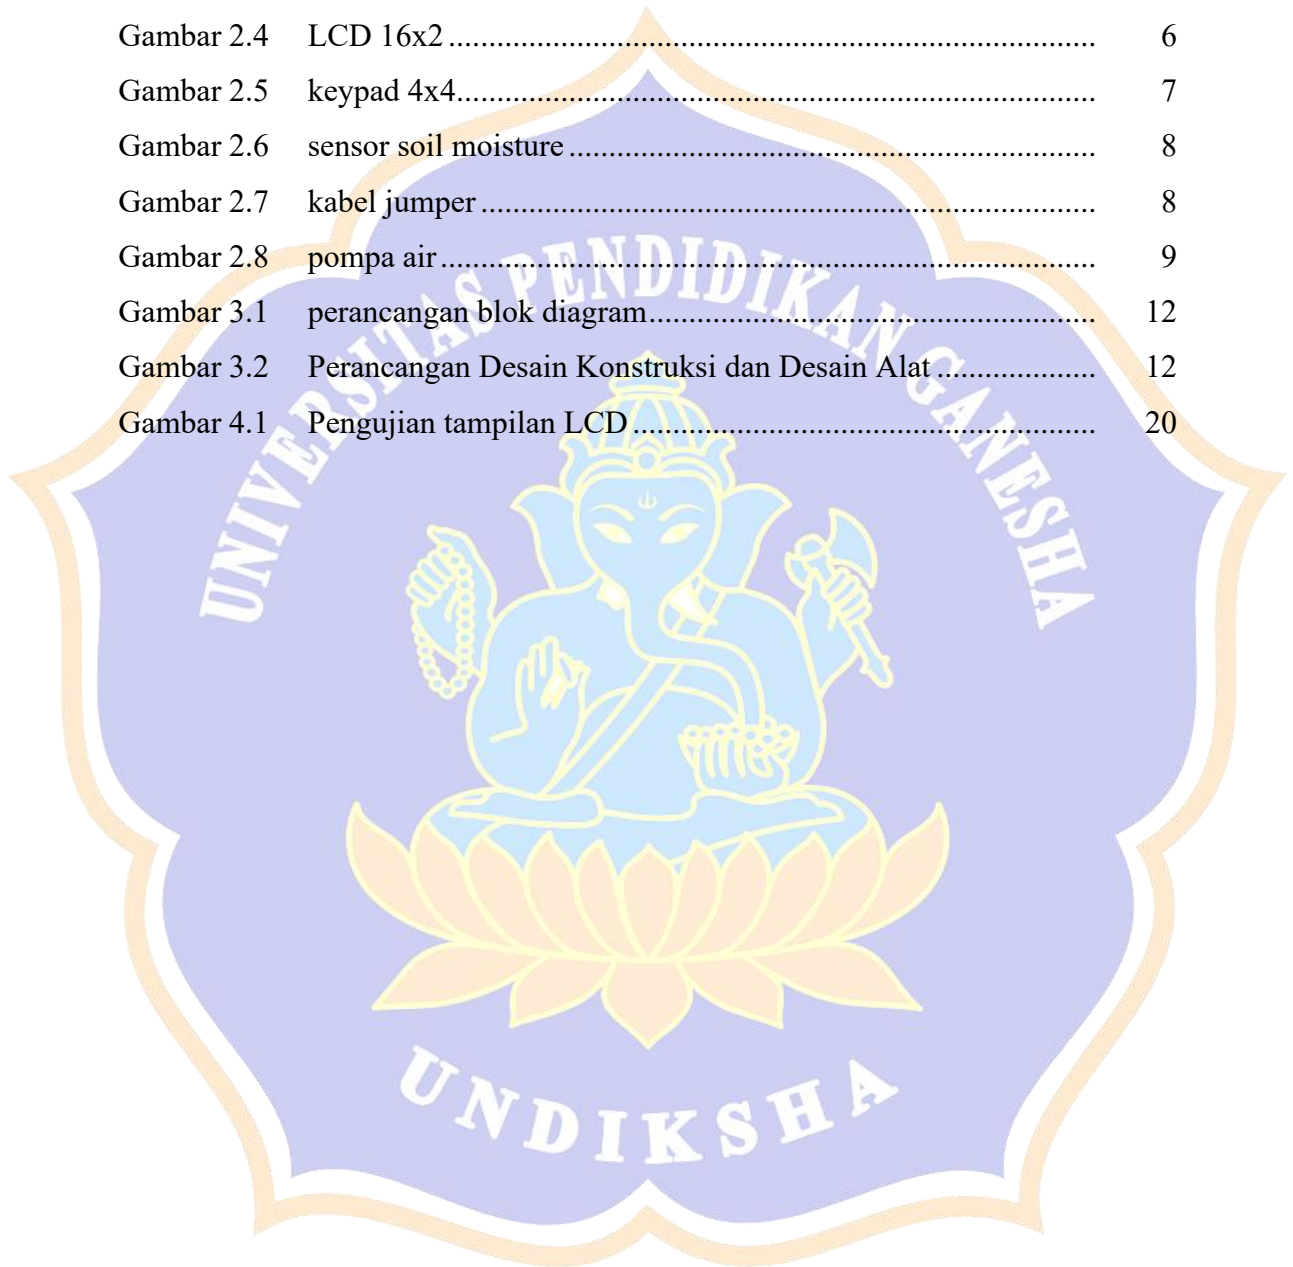 Gambar 2.4 LCD 16x2 ................................................................................. 6
Gambar 2.5 keypad 4x4................................................................................ 7
Gambar 2.6 sensor soil moisture .................................................................. 8
Gambar 2.7 kabel jumper ............................................................................. 8
Gambar 2.8 pompa air .................................................................................. 9
Gambar 3.1 perancangan blok diagram........................................................ 12
Gambar 3.2 Perancangan Desain Konstruksi dan Desain Alat ................... 12
Gambar 4.1 Pengujian tampilan LCD .......................................................... 20
UNIVERSITAS PENDIDIKAN GANESHA
UNDIKSHA